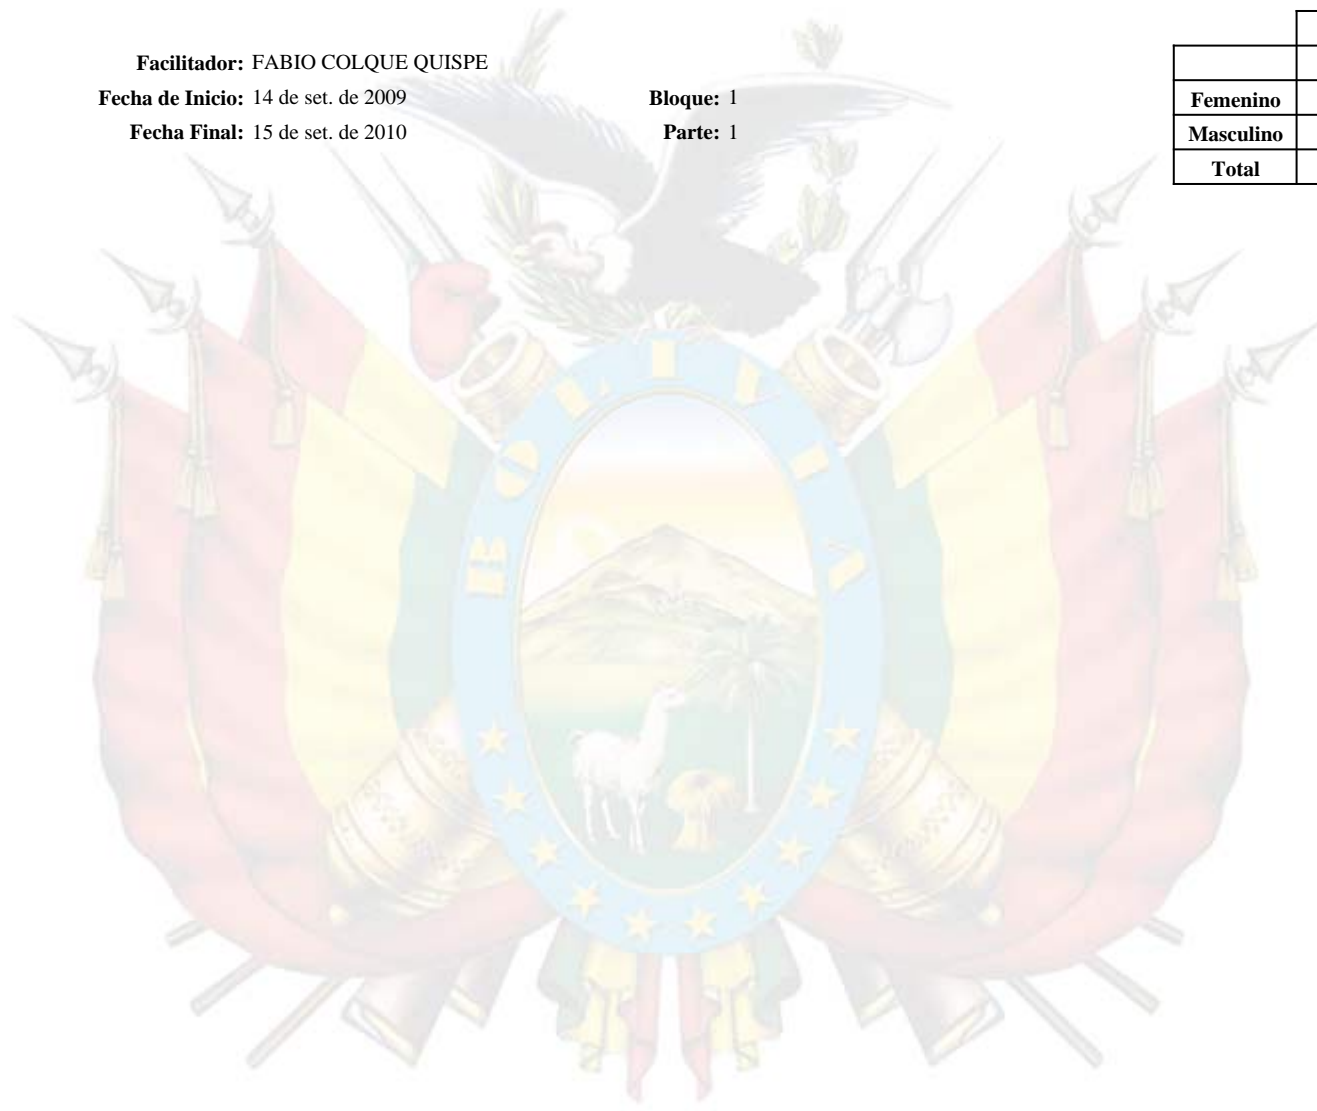 Facilitador: FABIO COLQUE QUISPE
Fecha de Inicio: 14 de set. de 2009 Bloque: 1
Fecha Final: 15 de set. de 2010 Parte: 1
Femenino
Masculino
Total
BOLIVIA